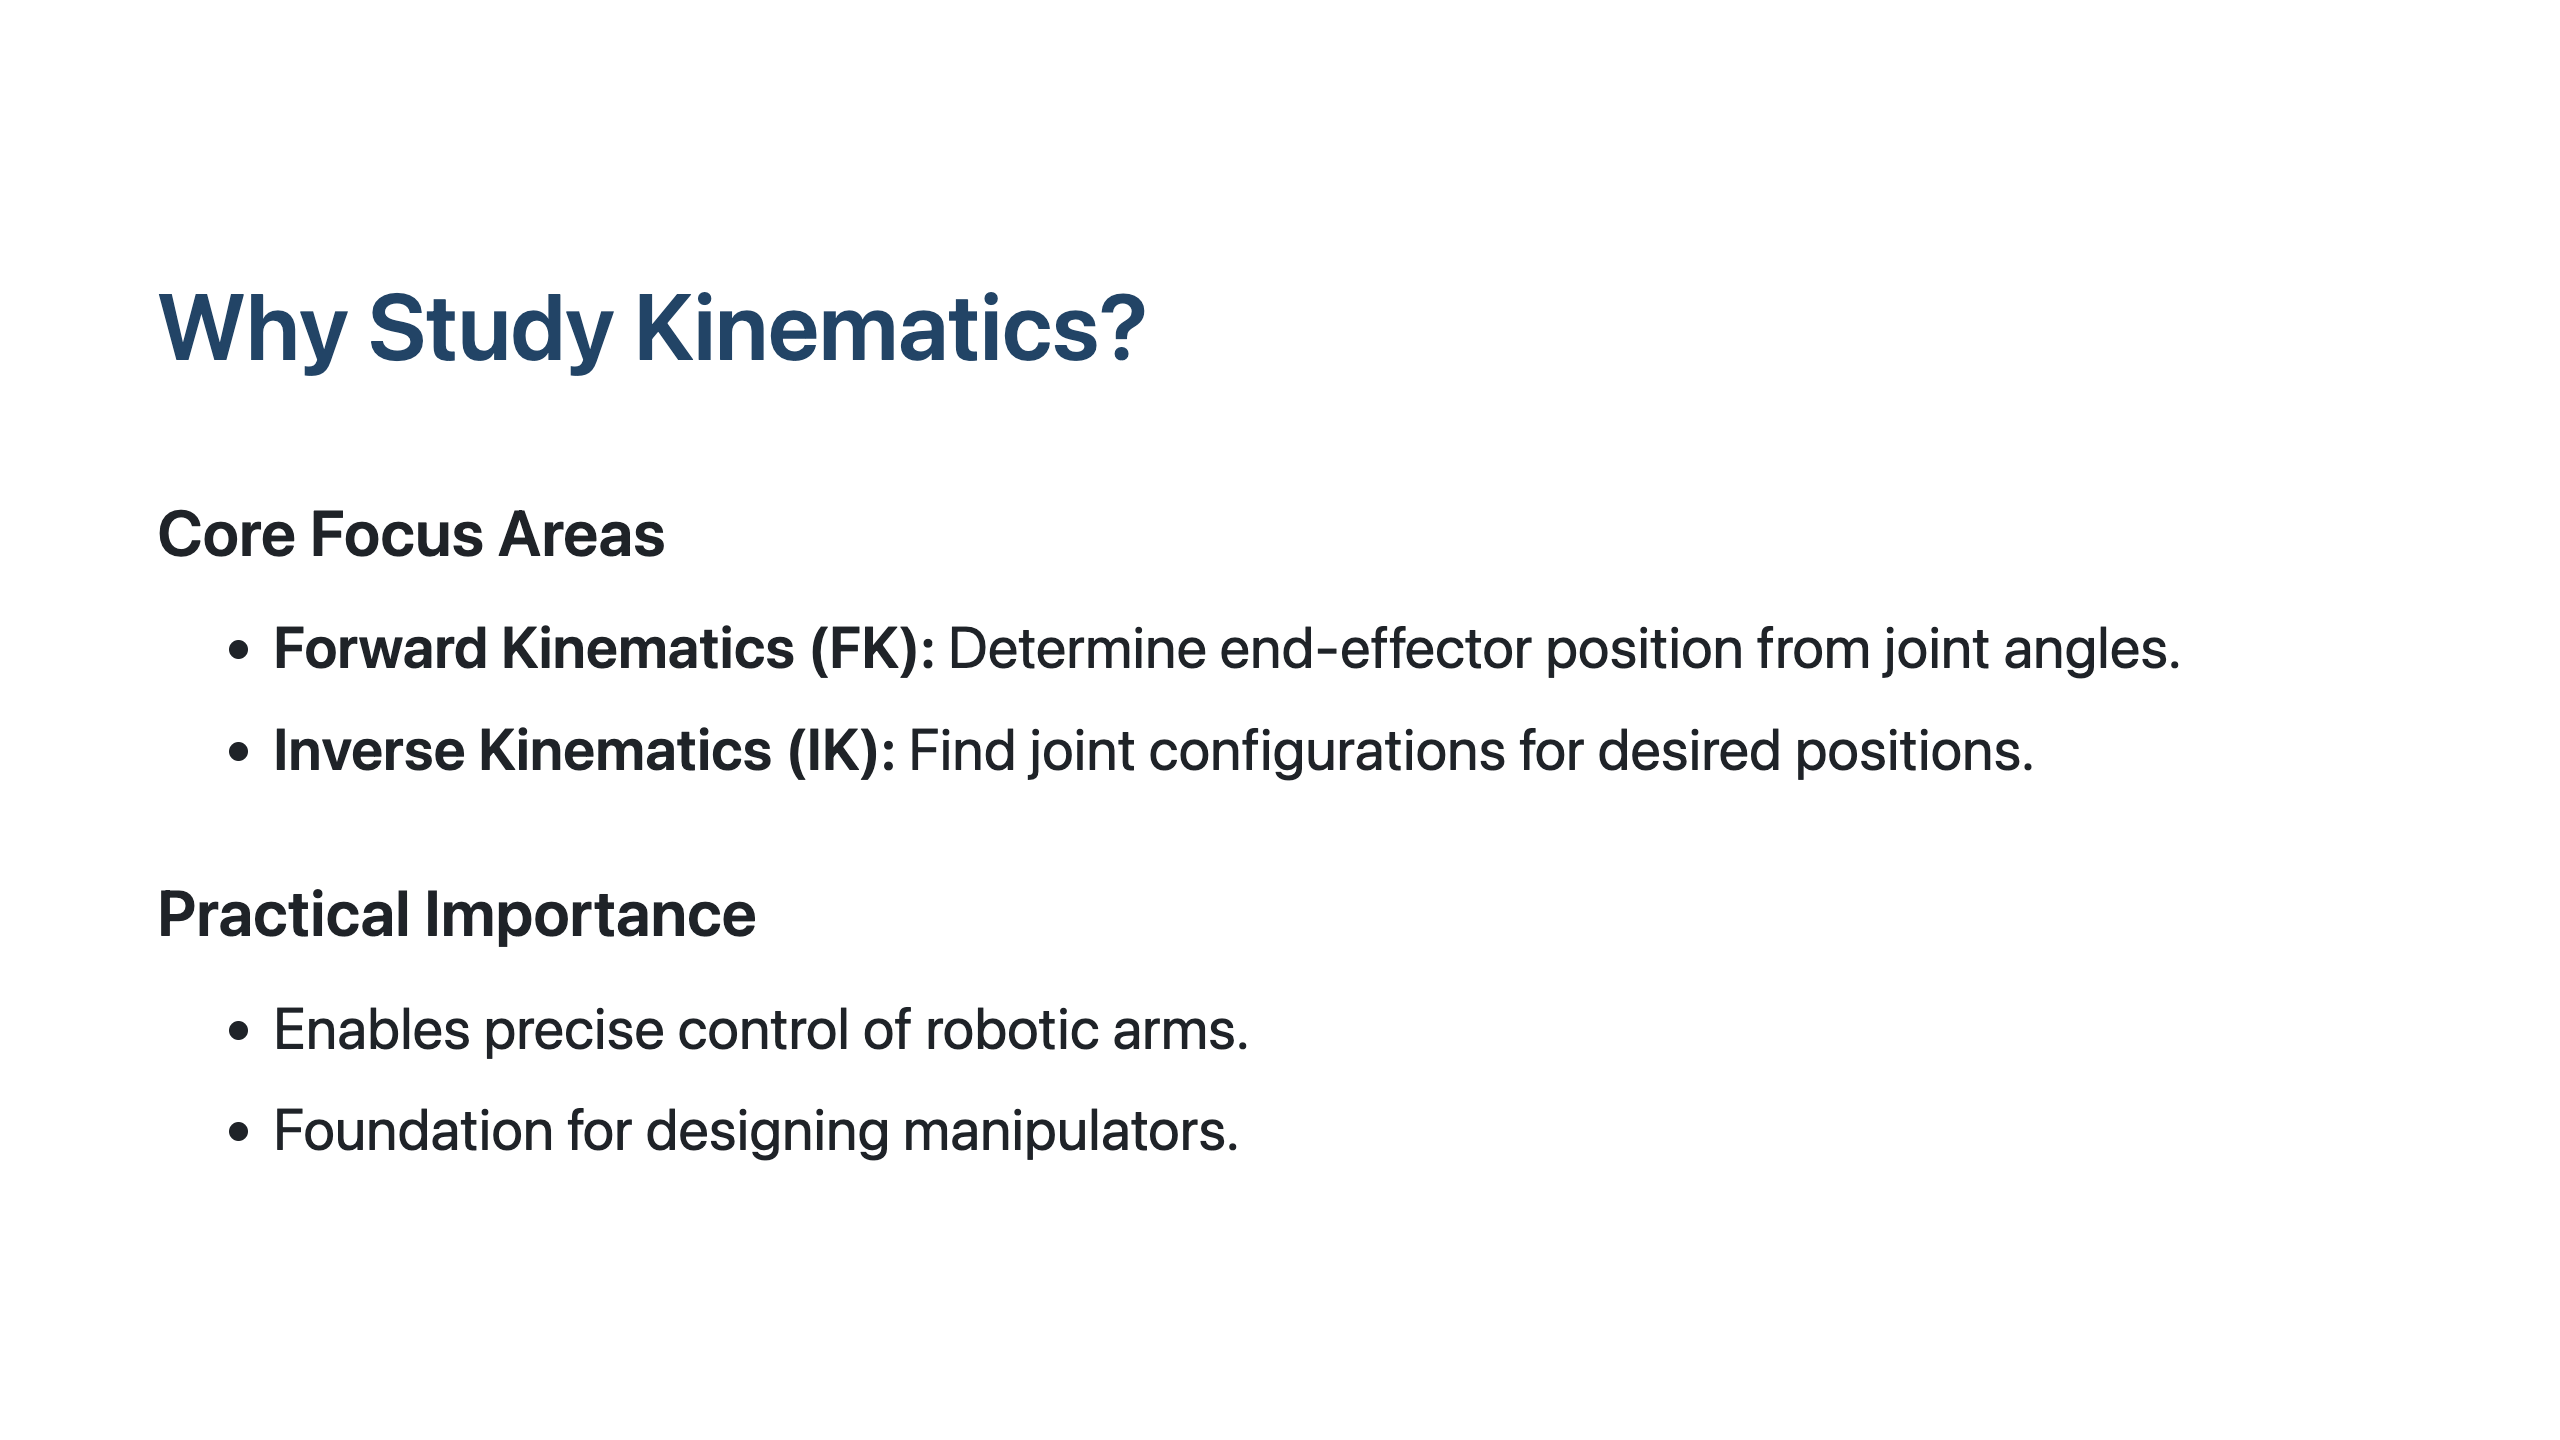 Why Study Kinematics?
Core Focus Areas
• Forward Kinematics (FK): Determine end-effector position from joint angles.
• Inverse Kinematics (IK): Find joint configurations for desired positions.
Practical Importance
• Enables precise control of robotic arms.
• Foundation for designing manipulators.